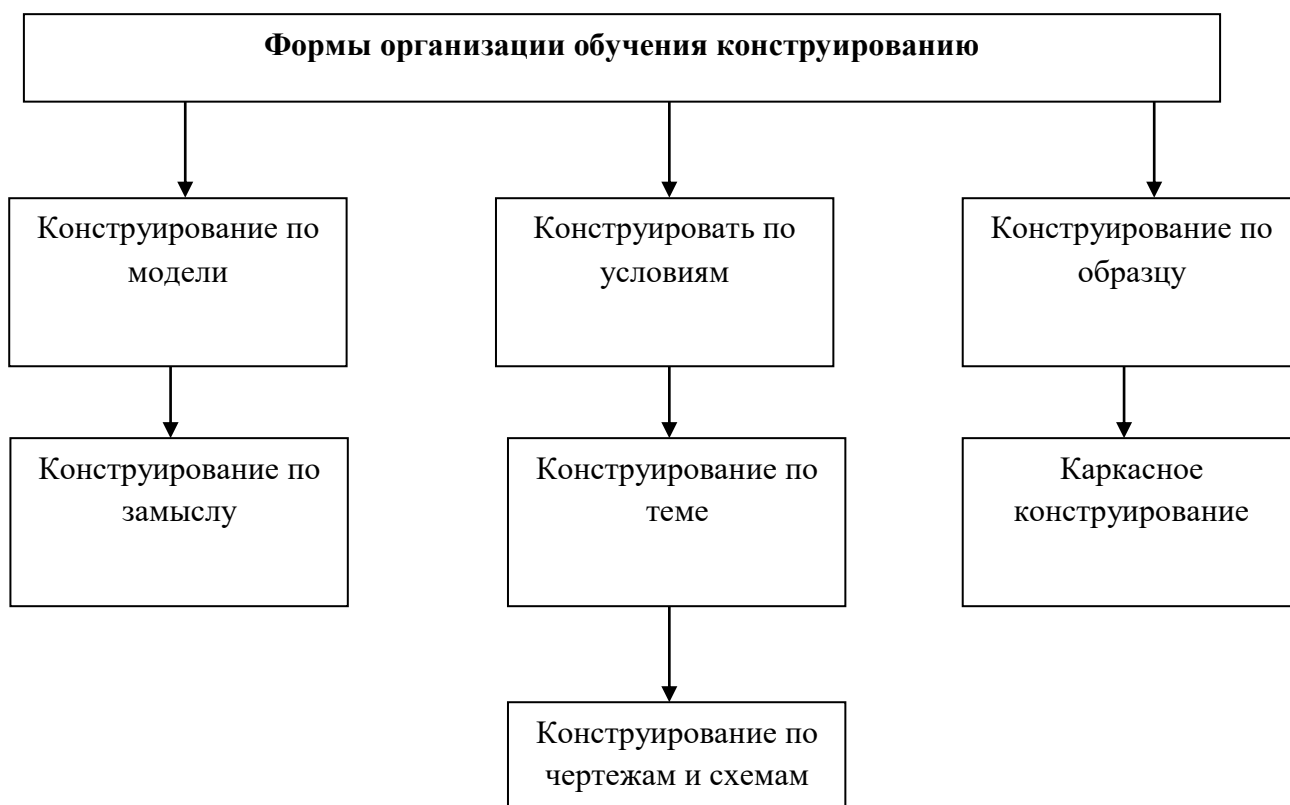 Формы организации обучения конструированию
Конструирование по
модели
Конструировать по
условиям
Конструирование по
образцу
Конструирование по
замыслу
Конструирование по
теме
Каркасное
конструирование
Конструирование по
чертежам и схемам